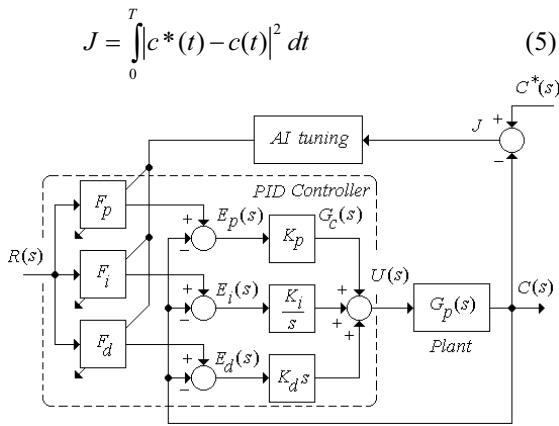 J = ∫₀ᵀ |c*(t) − c(t)|² dt (5)
C*(s)
+
J
AI tuning
−
PID Controller
F_p
+
E_p(s)
K_p
G_c(s)
−
R(s)
U(s)
C(s)
F_i
+
E_i(s)
K_i
s
+
+
+
G_p(s)
−
Plant
F_d
+
E_d(s)
K_d s
−